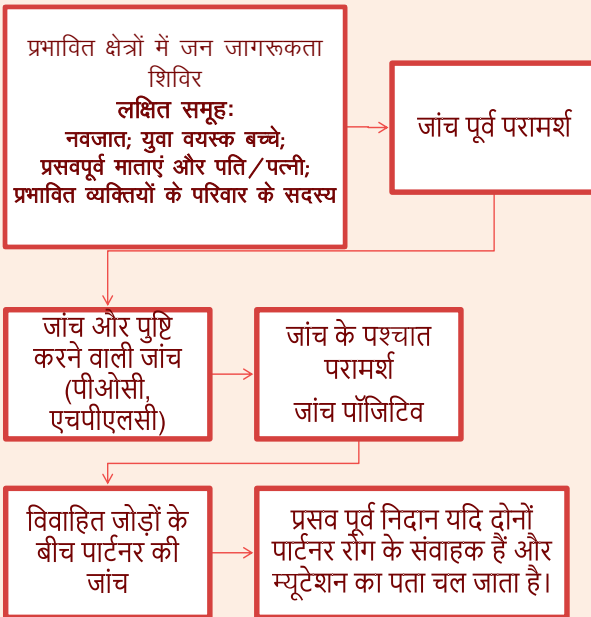 प्रभावित क्षेत्रों में जन जागरूकता
शिविर
लक्षित समूहः
नवजात; युवा वयस्क बच्चे;
प्रसवपूर्व माताएं और पति/पत्नी;
प्रभावित व्यक्तियों के परिवार के सदस्य
जांच पूर्व परामर्श
जांच और पुष्टि
करने वाली जांच
(पीओसी,
एचपीएलसी)
जांच के पश्चात
परामर्श
जांच पॉजिटिव
विवाहित जोड़ों के
बीच पार्टनर की
जांच
प्रसव पूर्व निदान यदि दोनों
पार्टनर रोग के संवाहक हैं और
म्यूटेशन का पता चल जाता है।